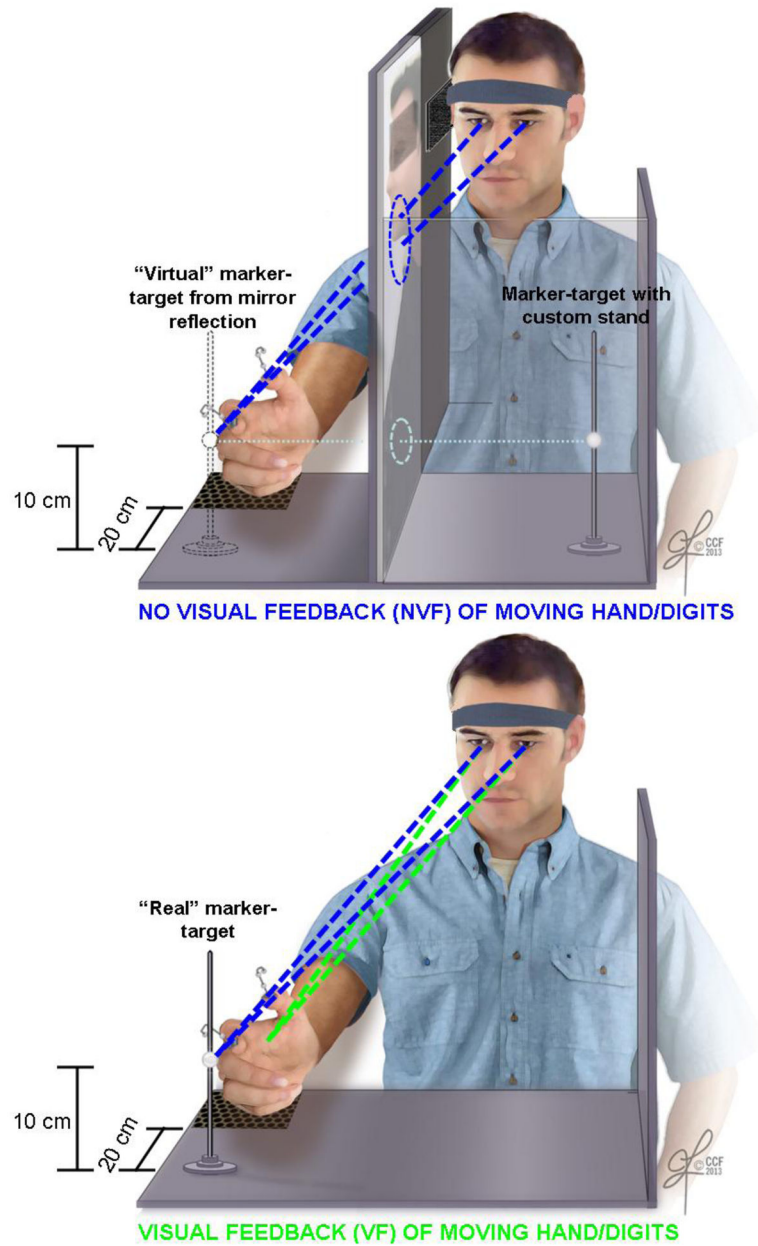 “Virtual” marker-
target from mirror
reflection
Marker-target with
custom stand
10 cm
20 cm
© CCF
2013
NO VISUAL FEEDBACK (NVF) OF MOVING HAND/DIGITS
“Real” marker-
target
10 cm
20 cm
© CCF
2013
VISUAL FEEDBACK (VF) OF MOVING HAND/DIGITS